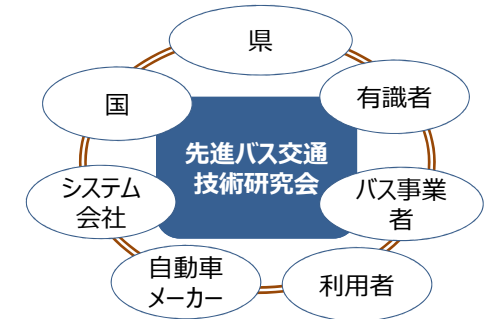 県
国
有識者
先進バス交通
技術研究会
システム
会社
バス事業
者
自動車
メーカー
利用者